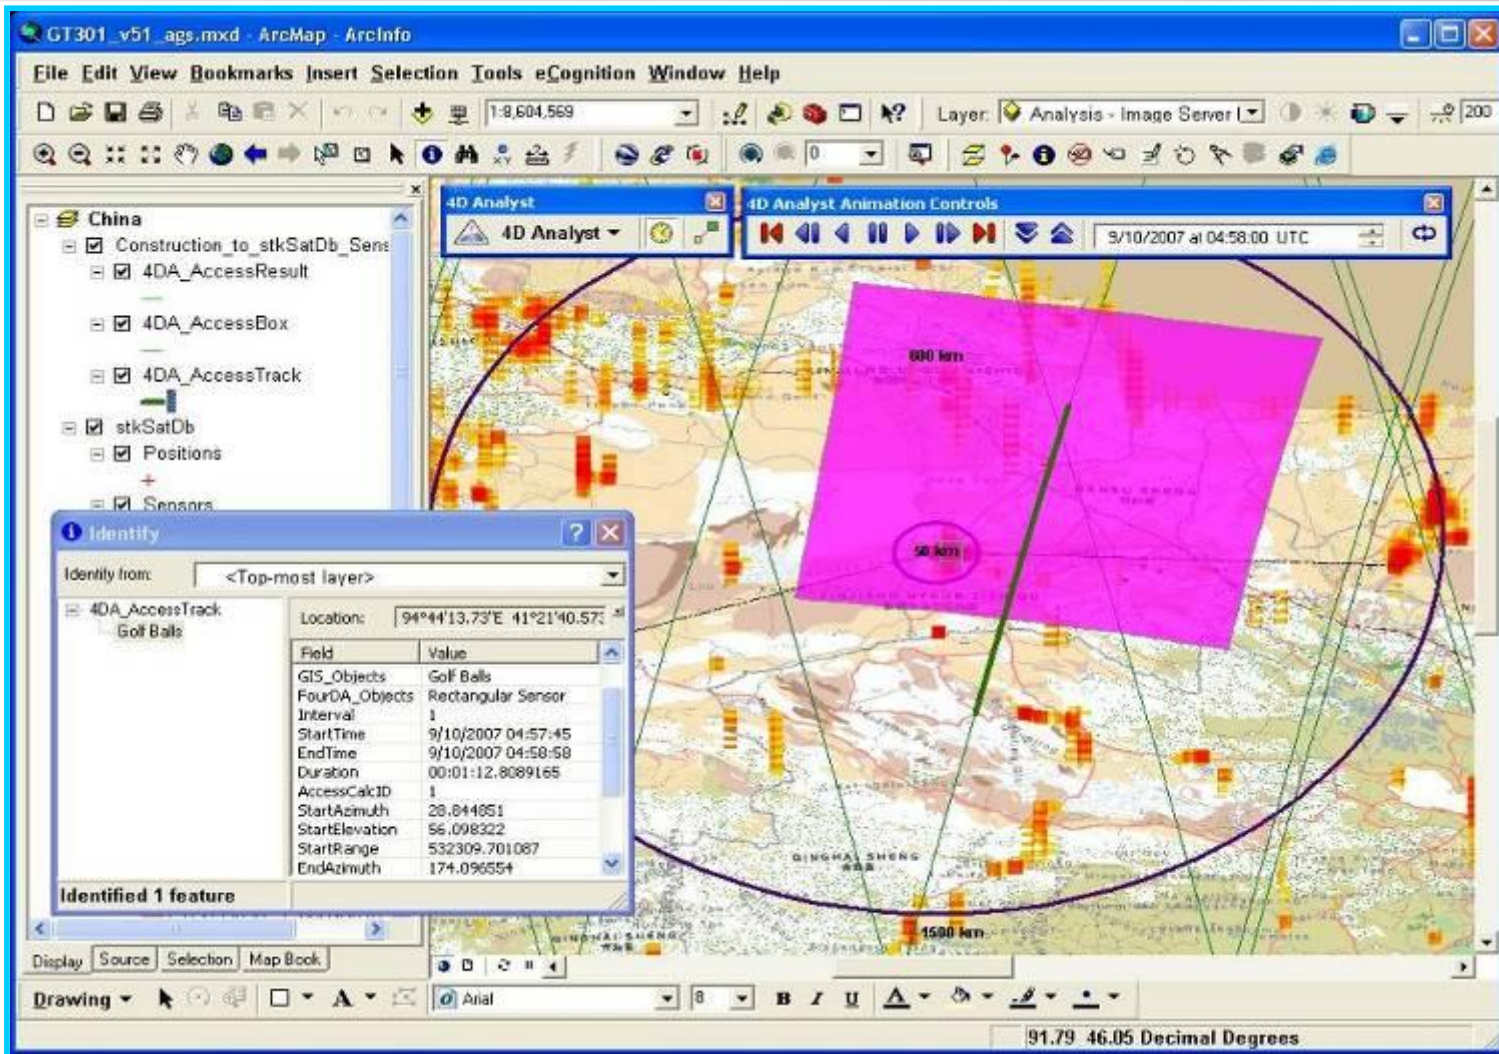 GT301_v51_ags.mxd - ArcMap - ArcInfo
File Edit View Bookmarks Insert Selection Tools eCognition Window Help
1:8,604,569
Layer: Analysis - Image Server
200
0
4D Analyst
4D Analyst
4D Analyst Animation Controls
9/10/2007 at 04:58:00 UTC
China
Construction_to_stkSatDb_Sens
4DA_AccessResult
4DA_AccessBox
4DA_AccessTrack
stkSatDb
Positions
Sensors
Identify
Identify from: <Top-most layer>
4DA_AccessTrack
Golf Balls
Location: 94°44'13.73"E 41°21'40.573
Field Value
GIS_Objects Golf Balls
FourDA_Objects Rectangular Sensor
Interval 1
StartTime 9/10/2007 04:57:45
EndTime 9/10/2007 04:58:58
Duration 00:01:12.8089165
AccessCalcID 1
StartAzimuth 28.844851
StartElevation 56.098322
StartRange 532309.701087
EndAzimuth 174.096554
Identified 1 feature
600 km
GANSU SHENG
50 km
QINGHAI SHENG
1500 km
Display Source Selection Map Book
Drawing Arial 8 B I U A
91.79 46.05 Decimal Degrees